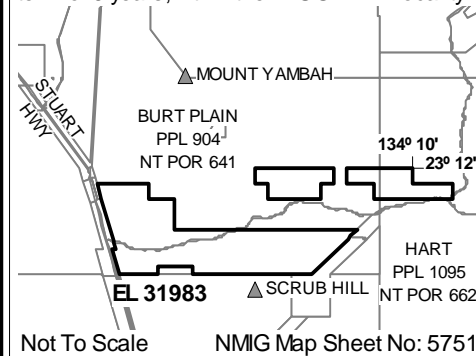 MOUNT YAMBAH
STUART
HWY
BURT PLAIN
PPL 904
NT POR 641
134º 10'
23º 12'
HART
PPL 1095
NT POR 662
EL 31983
SCRUB HILL
Not To Scale
NMIG Map Sheet No: 5751